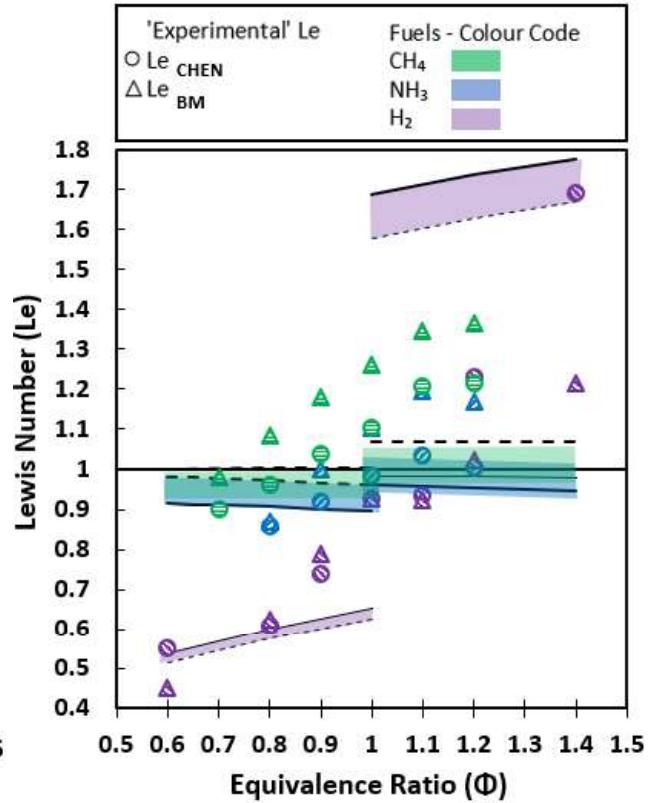 'Experimental' Le
Le CHEN
Le BM
Fuels - Colour Code
CH₄
NH₃
H₂
1.8
1.7
1.6
1.5
1.4
1.3
1.2
1.1
1
0.9
0.8
0.7
0.6
0.5
0.4
Lewis Number (Le)
0.5 0.6 0.7 0.8 0.9 1 1.1 1.2 1.3 1.4 1.5
Equivalence Ratio (Φ)